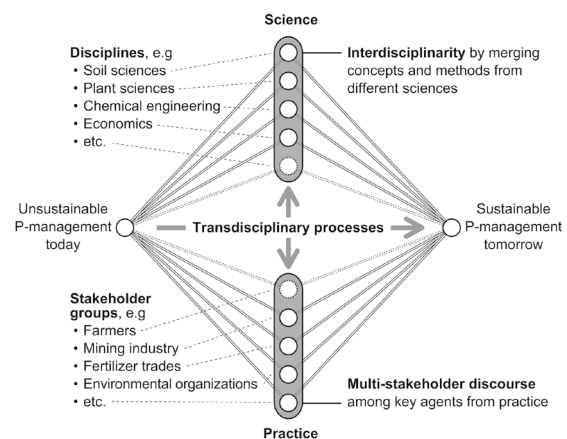 Science
Disciplines, e.g
• Soil sciences
• Plant sciences
• Chemical engineering
• Economics
• etc.
Interdisciplinarity by merging
concepts and methods from
different sciences
Unsustainable
P-management
today
Transdisciplinary processes
Sustainable
P-management
tomorrow
Stakeholder
groups, e.g
• Farmers
• Mining industry
• Fertilizer trades
• Environmental organizations
• etc.
Multi-stakeholder discourse
among key agents from practice
Practice